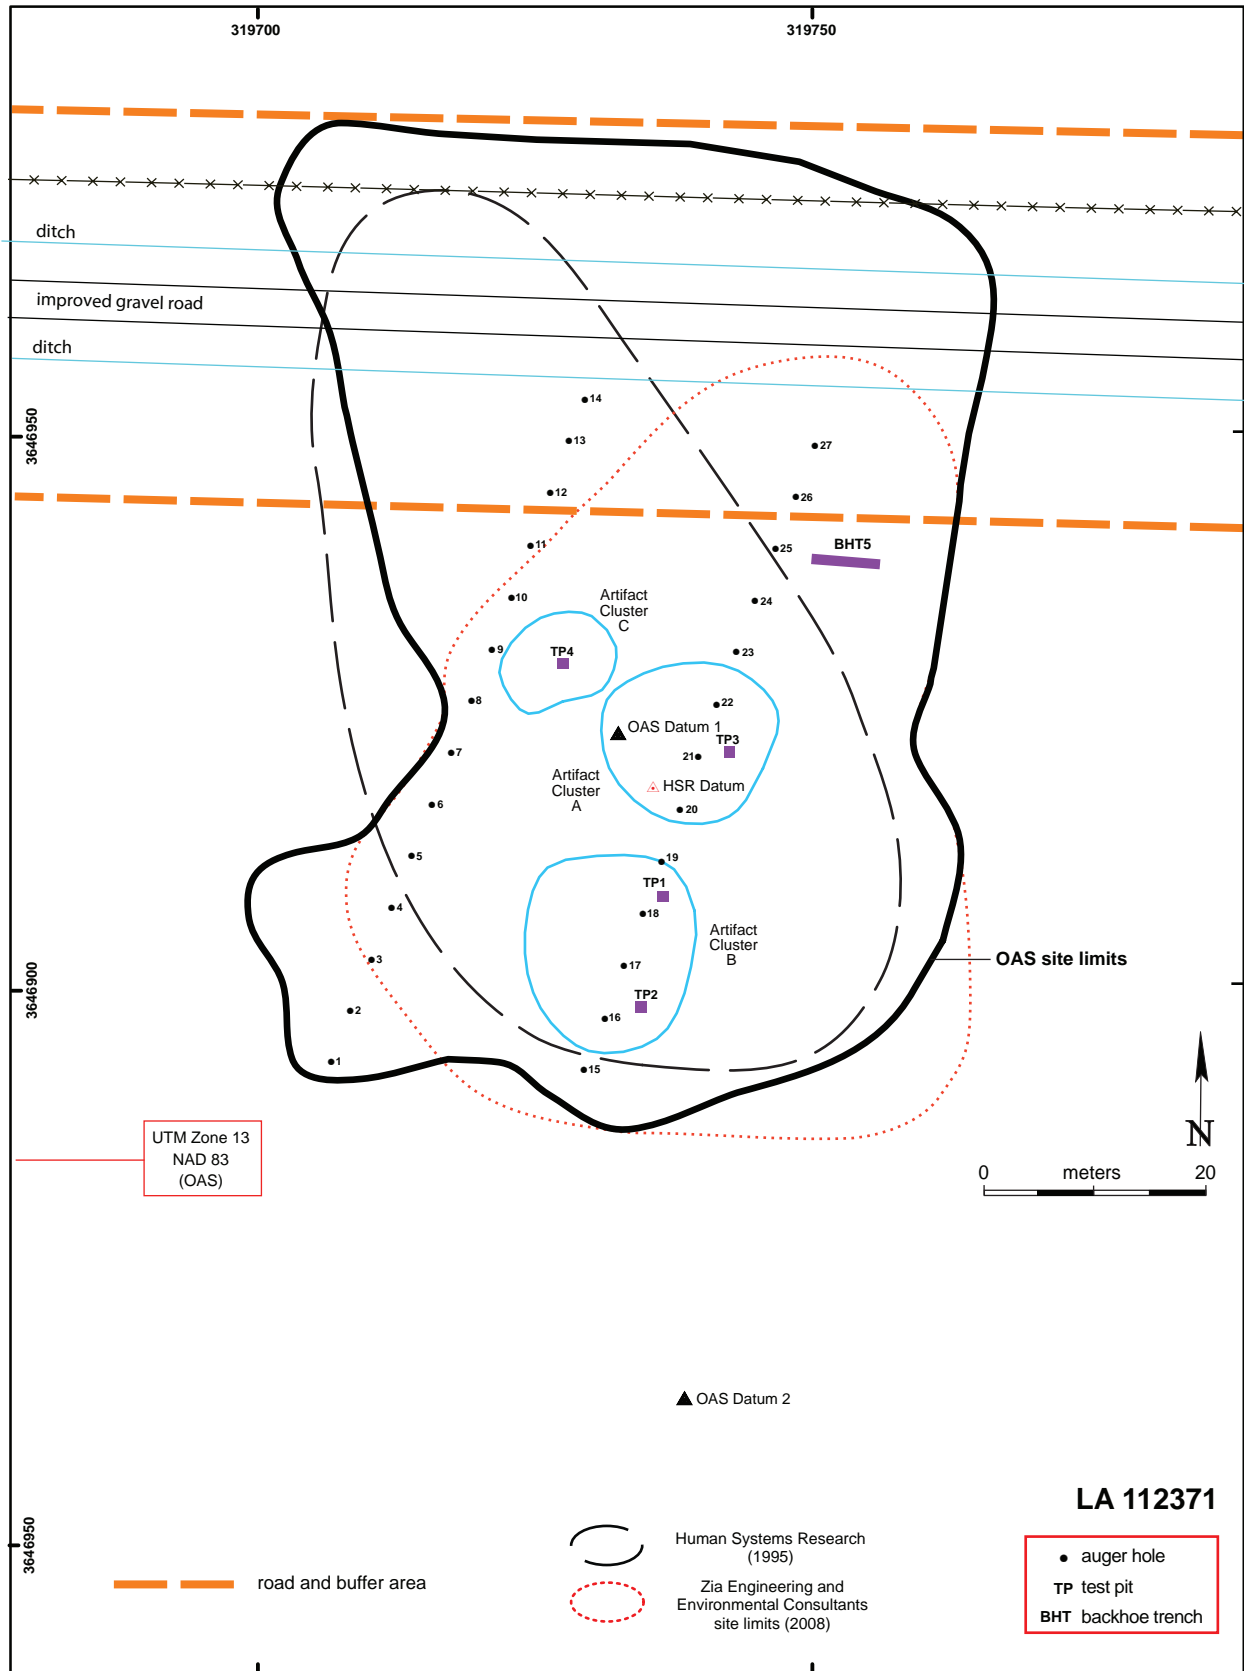 319700
319750
ditch
improved gravel road
ditch
3646950
14
13
27
12
26
11
25
BHT5
10
24
Artifact
Cluster
C
9
TP4
23
8
22
OAS Datum 1
TP3
7
21
HSR Datum
Artifact
Cluster
A
6
20
5
19
TP1
4
18
Artifact
Cluster
B
3
17
OAS site limits
3646900
2
TP2
16
1
15
N
UTM Zone 13
NAD 83
(OAS)
0 meters 20
OAS Datum 2
LA 112371
3646950
road and buffer area
Human Systems Research
(1995)
Zia Engineering and
Environmental Consultants
site limits (2008)
auger hole
TP test pit
BHT backhoe trench